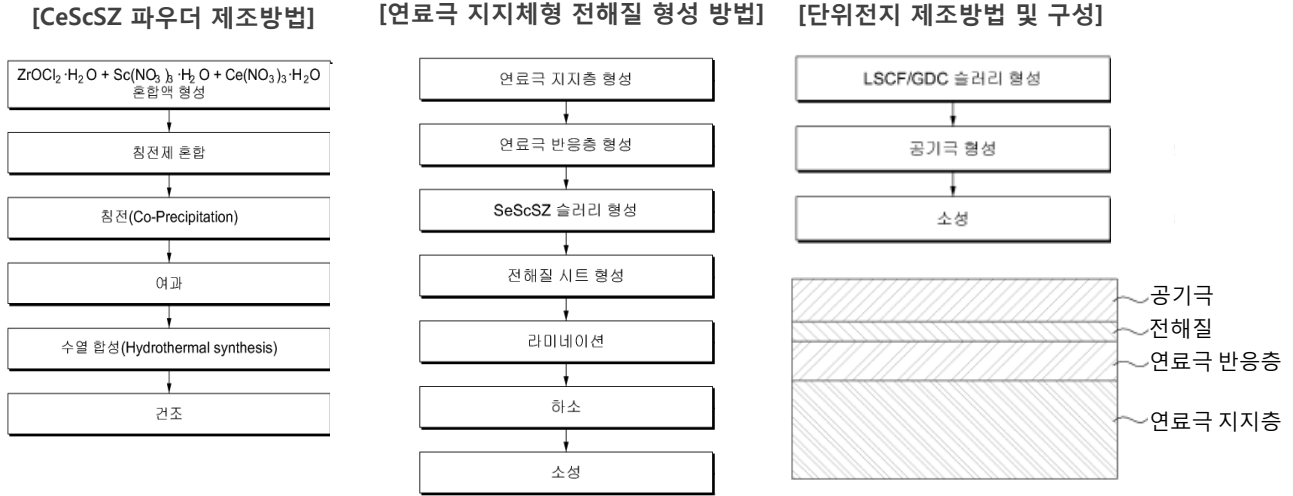 [CeScSZ 파우더 제조방법]
ZrOCl₂·H₂O + Sc(NO₃)₃·H₂O + Ce(NO₃)₃·H₂O
혼합액 형성
침전제 혼합
침전(Co-Precipitation)
여과
수열 합성(Hydrothermal synthesis)
건조
[연료극 지지체형 전해질 형성 방법]
연료극 지지층 형성
연료극 반응층 형성
SeScSZ 슬러리 형성
전해질 시트 형성
라미네이션
하소
소성
[단위전지 제조방법 및 구성]
LSCF/GDC 슬러리 형성
공기극 형성
소성
공기극
전해질
연료극 반응층
연료극 지지층